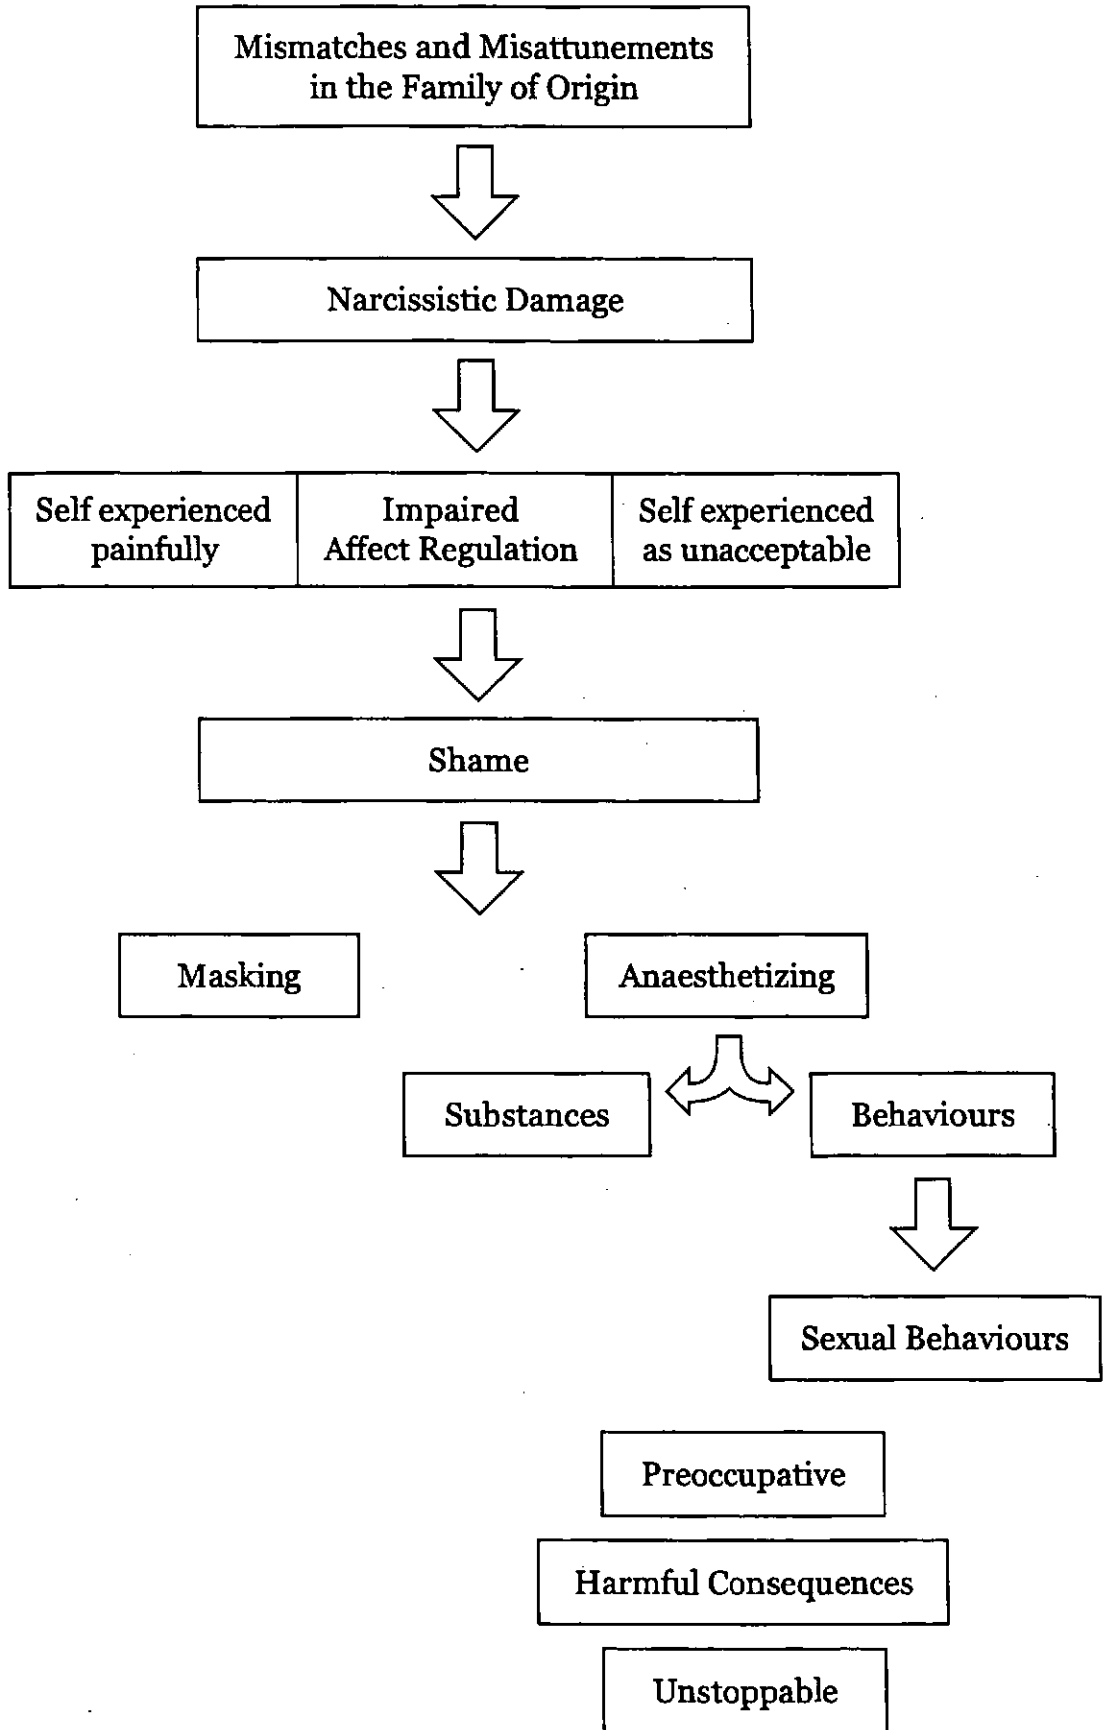 Mismatches and Misattunements
in the Family of Origin
Narcissistic Damage
Self experienced
painfully
Impaired
Affect Regulation
Self experienced
as unacceptable
Shame
Masking
Anaesthetizing
Substances
Behaviours
Sexual Behaviours
Preoccupative
Harmful Consequences
Unstoppable